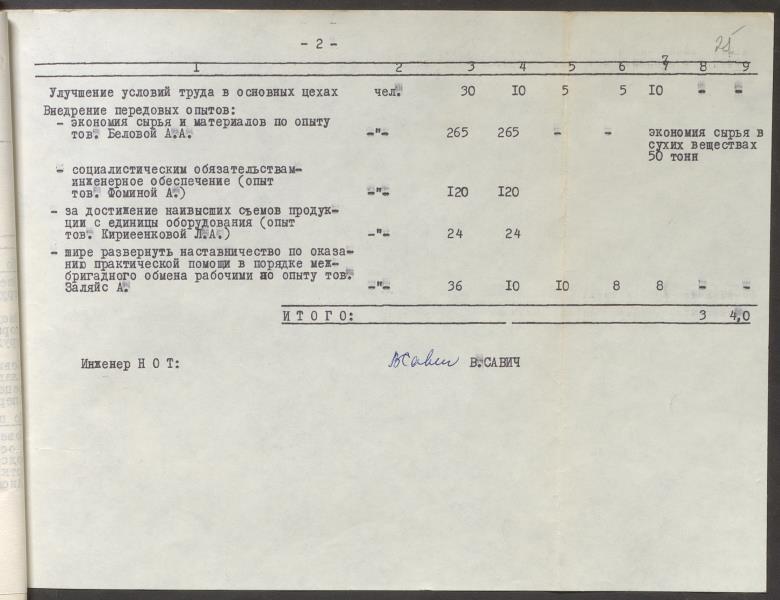 - 2 -
25
1 2 3 4 5 6 7 8 9
Улучшение условий труда в основных цехах чел. 30 10 5 5 10 - -
Внедрение передовых опытов:
- экономия сырья и материалов по опыту
тов. Беловой А.А. -"- 265 265 - - экономия сырья в
сухих веществах
50 тонн
- социалистическим обязательствам-
инженерное обеспечение (опыт
тов. Фоминой А.) -"- 120 120
- за достижение наивысших съемов продук-
ции с единицы оборудования (опыт
тов. Кириеенковой Л.А.) -"- 24 24
- шире развернуть наставничество по оказа-
нию практической помощи в порядке меж-
бригадного обмена рабочими по опыту тов.
Заляйс А. -"- 36 10 10 8 8 - -
И Т О Г О: 3 4,0
Инженер Н О Т: ВСавич В.САВИЧ